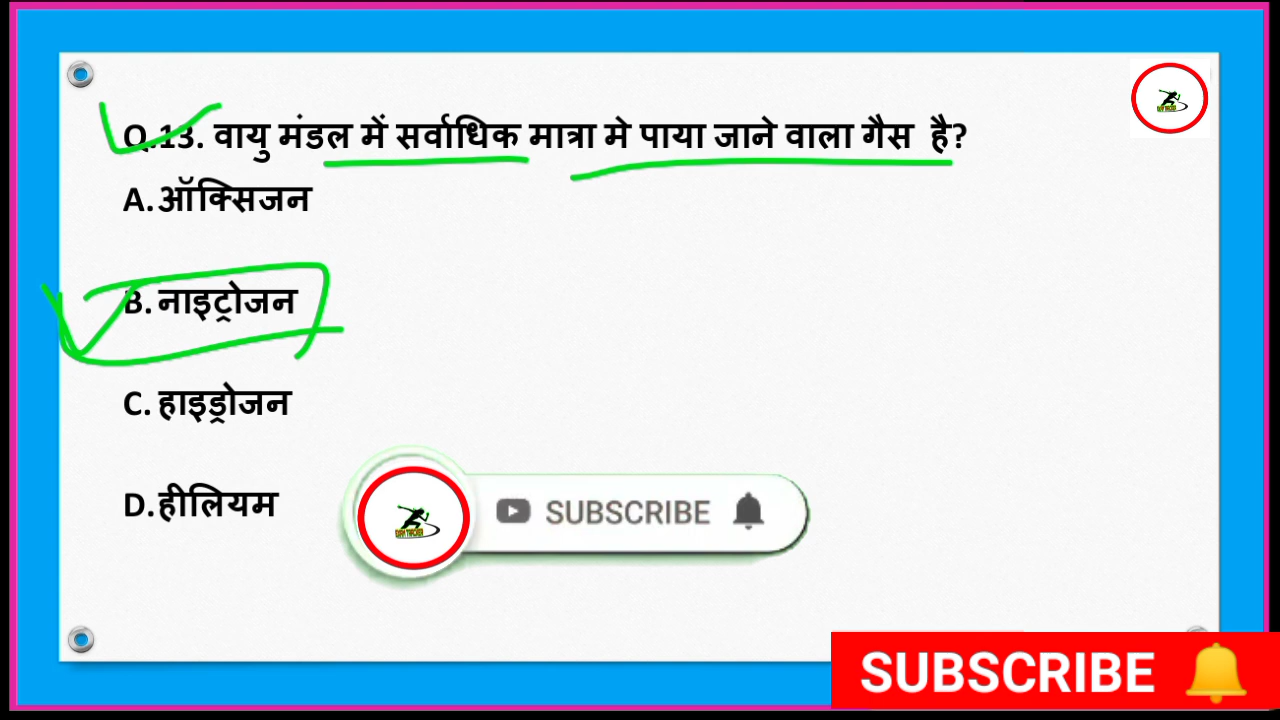 Q.13. वायु मंडल में सर्वाधिक मात्रा मे पाया जाने वाला गैस है?
A. ऑक्सिजन
B. नाइट्रोजन
C. हाइड्रोजन
D. हीलियम
SUBSCRIBE
SUBSCRIBE